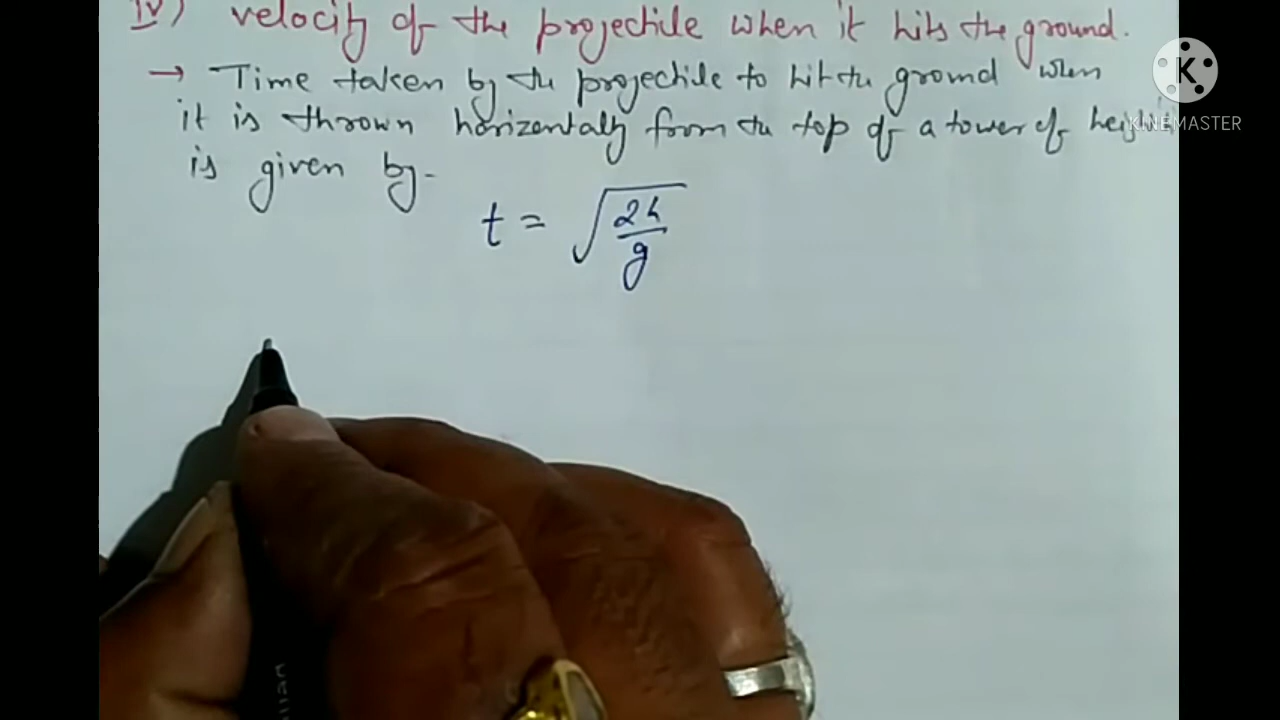 iv) velocity of the projectile when it hits the ground.
→ Time taken by the projectile to hit the ground when
it is thrown horizontally from the top of a tower of
is given by-
t = √(2h/g)
K
KINEMASTER